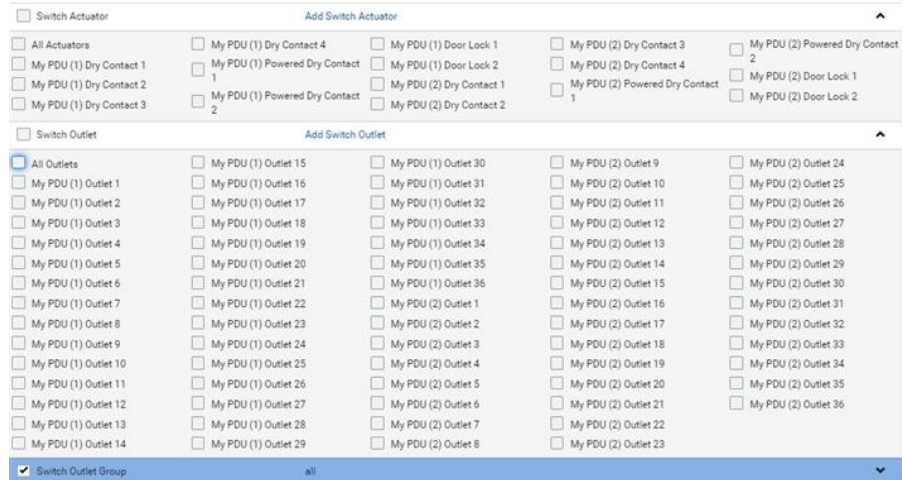 Switch Actuator Add Switch Actuator
All Actuators
My PDU (1) Dry Contact 1
My PDU (1) Dry Contact 2
My PDU (1) Dry Contact 3
My PDU (1) Dry Contact 4
My PDU (1) Powered Dry Contact
1
My PDU (1) Powered Dry Contact
2
My PDU (1) Door Lock 1
My PDU (1) Door Lock 2
My PDU (2) Dry Contact 1
My PDU (2) Dry Contact 2
My PDU (2) Dry Contact 3
My PDU (2) Dry Contact 4
My PDU (2) Powered Dry Contact
1
My PDU (2) Powered Dry Contact
2
My PDU (2) Door Lock 1
My PDU (2) Door Lock 2
Switch Outlet Add Switch Outlet
All Outlets
My PDU (1) Outlet 1
My PDU (1) Outlet 2
My PDU (1) Outlet 3
My PDU (1) Outlet 4
My PDU (1) Outlet 5
My PDU (1) Outlet 6
My PDU (1) Outlet 7
My PDU (1) Outlet 8
My PDU (1) Outlet 9
My PDU (1) Outlet 10
My PDU (1) Outlet 11
My PDU (1) Outlet 12
My PDU (1) Outlet 13
My PDU (1) Outlet 14
My PDU (1) Outlet 15
My PDU (1) Outlet 16
My PDU (1) Outlet 17
My PDU (1) Outlet 18
My PDU (1) Outlet 19
My PDU (1) Outlet 20
My PDU (1) Outlet 21
My PDU (1) Outlet 22
My PDU (1) Outlet 23
My PDU (1) Outlet 24
My PDU (1) Outlet 25
My PDU (1) Outlet 26
My PDU (1) Outlet 27
My PDU (1) Outlet 28
My PDU (1) Outlet 29
My PDU (1) Outlet 30
My PDU (1) Outlet 31
My PDU (1) Outlet 32
My PDU (1) Outlet 33
My PDU (1) Outlet 34
My PDU (1) Outlet 35
My PDU (1) Outlet 36
My PDU (2) Outlet 1
My PDU (2) Outlet 2
My PDU (2) Outlet 3
My PDU (2) Outlet 4
My PDU (2) Outlet 5
My PDU (2) Outlet 6
My PDU (2) Outlet 7
My PDU (2) Outlet 8
My PDU (2) Outlet 9
My PDU (2) Outlet 10
My PDU (2) Outlet 11
My PDU (2) Outlet 12
My PDU (2) Outlet 13
My PDU (2) Outlet 14
My PDU (2) Outlet 15
My PDU (2) Outlet 16
My PDU (2) Outlet 17
My PDU (2) Outlet 18
My PDU (2) Outlet 19
My PDU (2) Outlet 20
My PDU (2) Outlet 21
My PDU (2) Outlet 22
My PDU (2) Outlet 23
My PDU (2) Outlet 24
My PDU (2) Outlet 25
My PDU (2) Outlet 26
My PDU (2) Outlet 27
My PDU (2) Outlet 28
My PDU (2) Outlet 29
My PDU (2) Outlet 30
My PDU (2) Outlet 31
My PDU (2) Outlet 32
My PDU (2) Outlet 33
My PDU (2) Outlet 34
My PDU (2) Outlet 35
My PDU (2) Outlet 36
Switch Outlet Group all